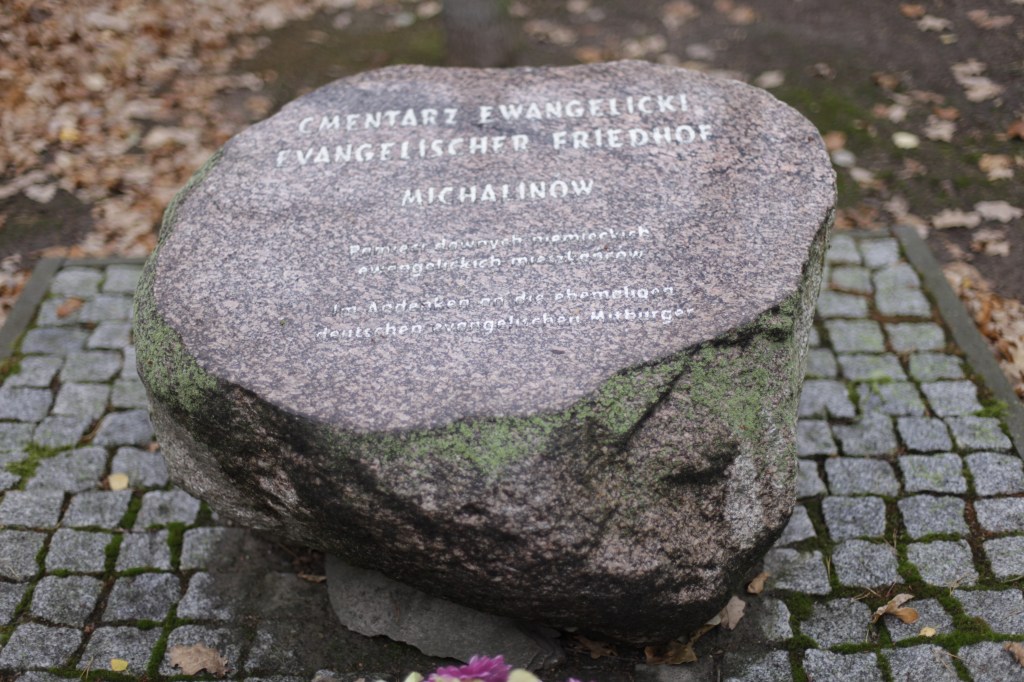 CMENTARZ EWANGELICKI
EVANGELISCHER FRIEDHOF
MICHALINOW
Pamięci dawnych niemieckich
ewangelickich mieszkańców
Im Andenken an die ehemaligen
deutschen evangelischen Mitbürger